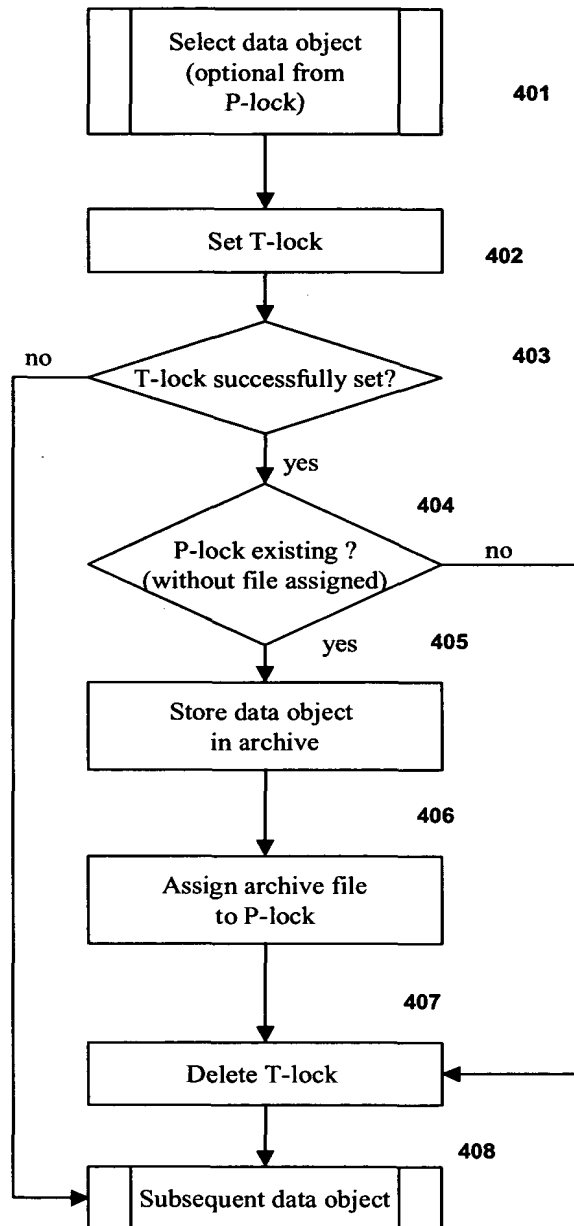 Select data object
(optional from
P-lock)
401
Set T-lock
402
403
no
T-lock successfully set?
yes
404
P-lock existing ?
(without file assigned)
no
yes
405
Store data object
in archive
406
Assign archive file
to P-lock
407
Delete T-lock
408
Subsequent data object